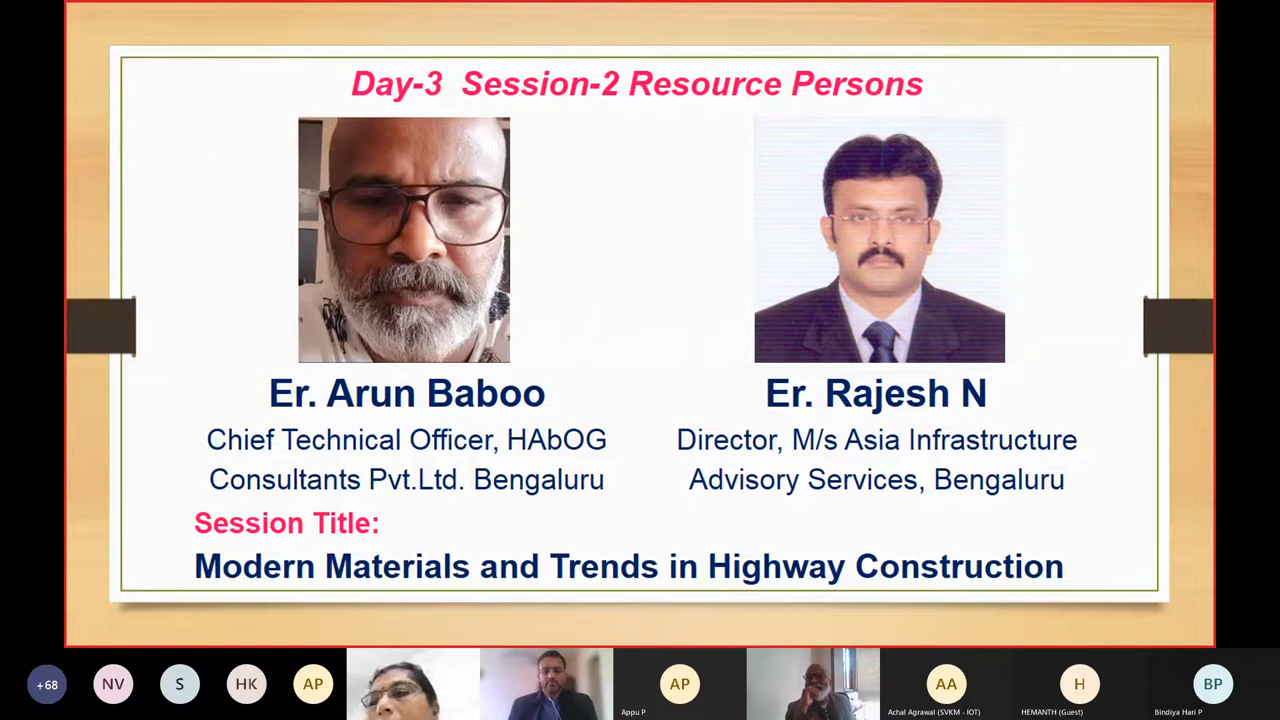 Day-3 Session-2 Resource Persons
Er. Arun Baboo
Chief Technical Officer, HAbOG
Consultants Pvt.Ltd. Bengaluru
Er. Rajesh N
Director, M/s Asia Infrastructure
Advisory Services, Bengaluru
Session Title:
Modern Materials and Trends in Highway Construction
+68
NV
S
HK
AP
AP
Appu P
AA
Achal Agrawal (SVKM - IOT)
H
HEMANTH (Guest)
BP
Bindiya Hari P